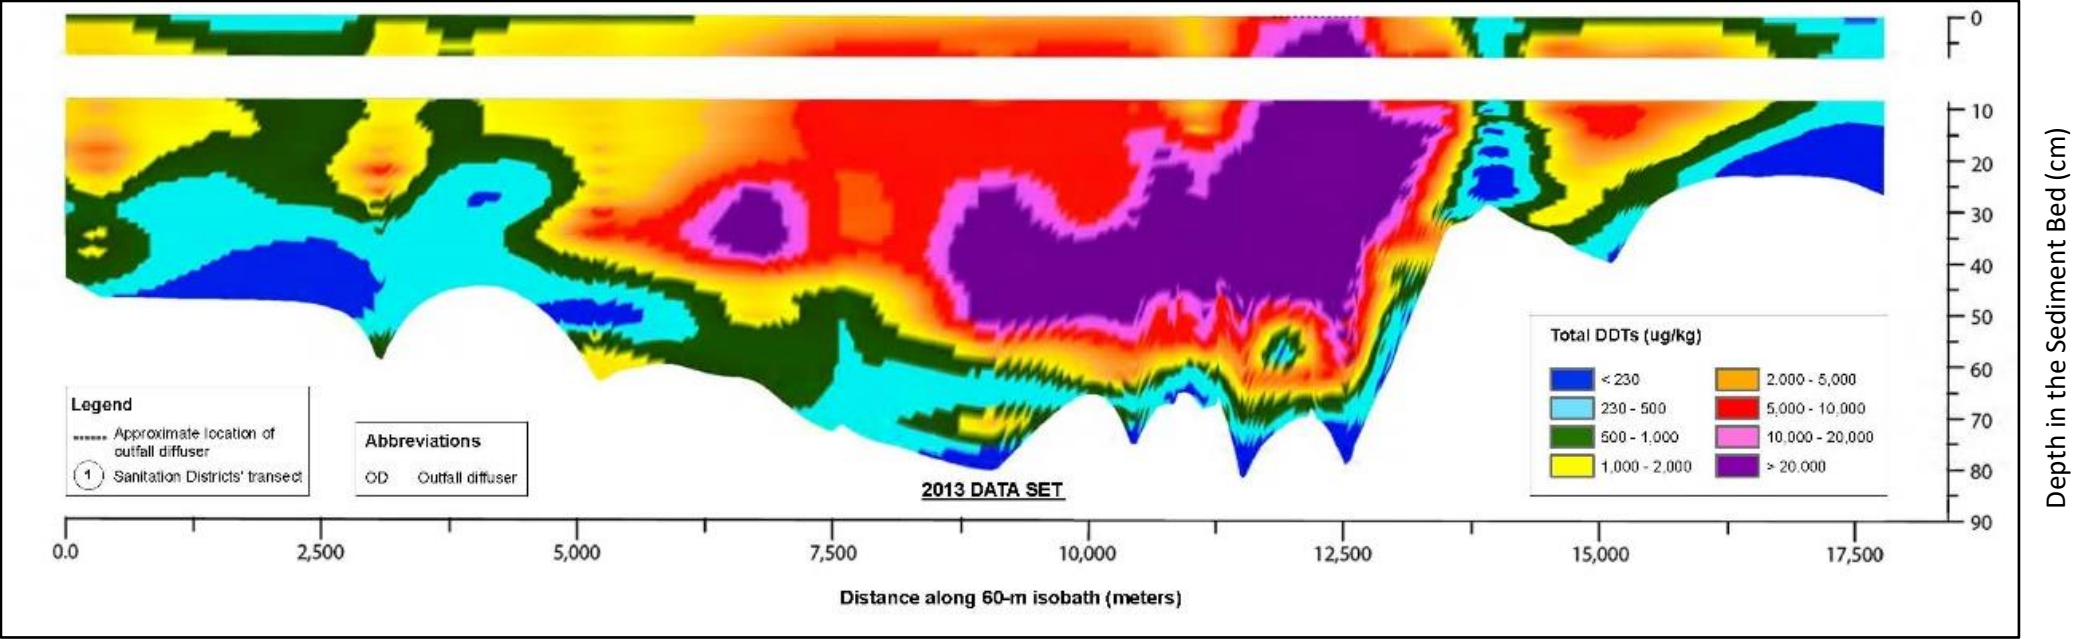 0
10
20
30
40
50
60
70
80
90
Depth in the Sediment Bed (cm)
Legend
Approximate location of
outfall diffuser
1 Sanitation Districts' transect
Abbreviations
OD Outfall diffuser
2013 DATA SET
Total DDTs (ug/kg)
< 230 2.000 - 5,000
230 - 500 5,000 - 10,000
500 - 1.000 10,000 - 20,000
1,000 - 2,000 > 20.000
0.0 2,500 5,000 7,500 10,000 12,500 15,000 17,500
Distance along 60-m isobath (meters)